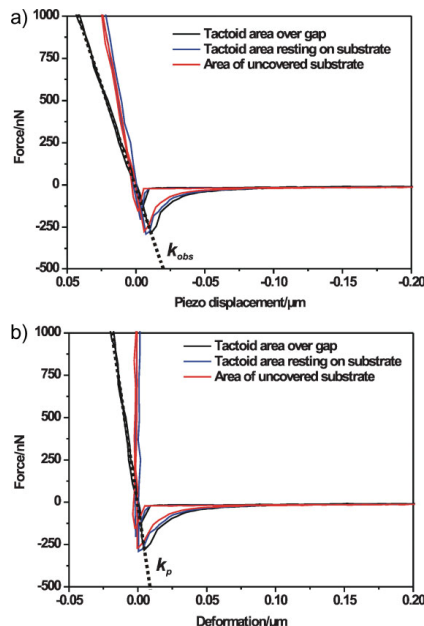 a)
1000
750
500
250
0
-250
-500
Force/nN
Tactoid area over gap
Tactoid area resting on substrate
Area of uncovered substrate
kobs
0.05
0.00
-0.05
-0.10
-0.15
-0.20
Piezo displacement/µm
b)
1000
750
500
250
0
-250
-500
Force/nN
Tactoid area over gap
Tactoid area resting on substrate
Area of uncovered substrate
kp
-0.05
0.00
0.05
0.10
0.15
0.20
Deformation/µm